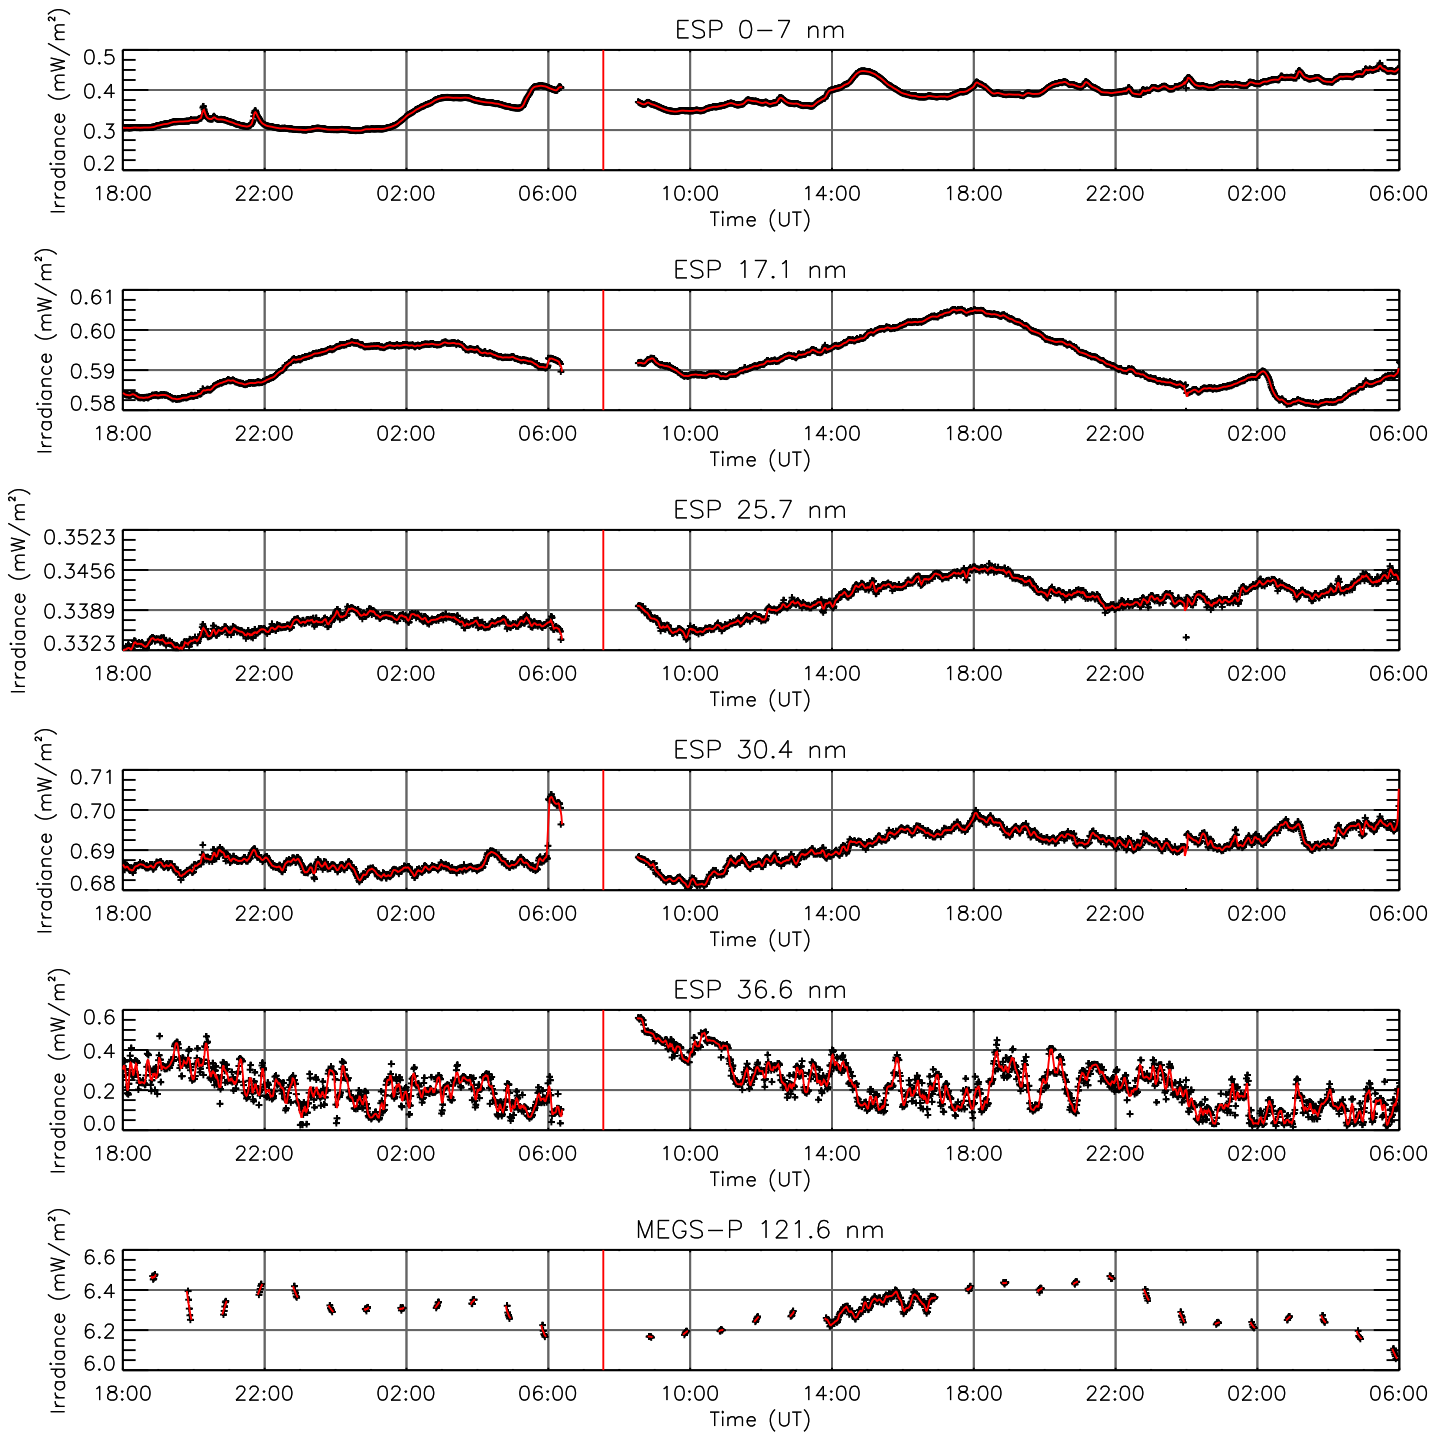 ESP 0-7 nm
Irradiance (mW/m²)
0.5
0.4
0.3
0.2
18:00 22:00 02:00 06:00 10:00 14:00 18:00 22:00 02:00 06:00
Time (UT)
ESP 17.1 nm
Irradiance (mW/m²)
0.61
0.60
0.59
0.58
18:00 22:00 02:00 06:00 10:00 14:00 18:00 22:00 02:00 06:00
Time (UT)
ESP 25.7 nm
Irradiance (mW/m²)
0.3523
0.3456
0.3389
0.3323
18:00 22:00 02:00 06:00 10:00 14:00 18:00 22:00 02:00 06:00
Time (UT)
ESP 30.4 nm
Irradiance (mW/m²)
0.71
0.70
0.69
0.68
18:00 22:00 02:00 06:00 10:00 14:00 18:00 22:00 02:00 06:00
Time (UT)
ESP 36.6 nm
Irradiance (mW/m²)
0.6
0.4
0.2
0.0
18:00 22:00 02:00 06:00 10:00 14:00 18:00 22:00 02:00 06:00
Time (UT)
MEGS-P 121.6 nm
Irradiance (mW/m²)
6.6
6.4
6.2
6.0
18:00 22:00 02:00 06:00 10:00 14:00 18:00 22:00 02:00 06:00
Time (UT)